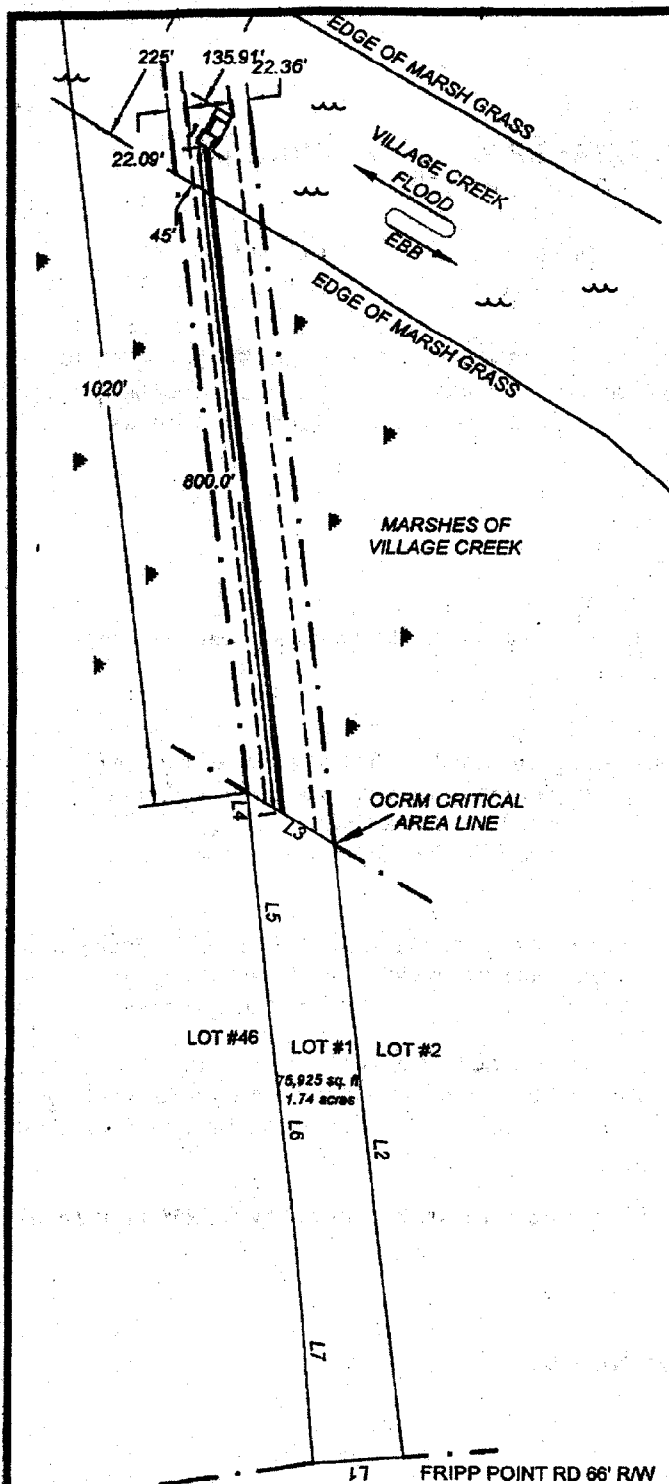 225'
135.91'
22.36'
EDGE OF MARSH GRASS
VILLAGE CREEK
FLOOD
EBB
22.09'
45'
EDGE OF MARSH GRASS
1020'
800.0'
MARSHES OF
VILLAGE CREEK
OCRM CRITICAL
AREA LINE
L4
L3
L5
LOT #46
LOT #1
LOT #2
75,925 sq. ft
1.74 acres
L6
L2
L7
L1
FRIPP POINT RD 66' R/W